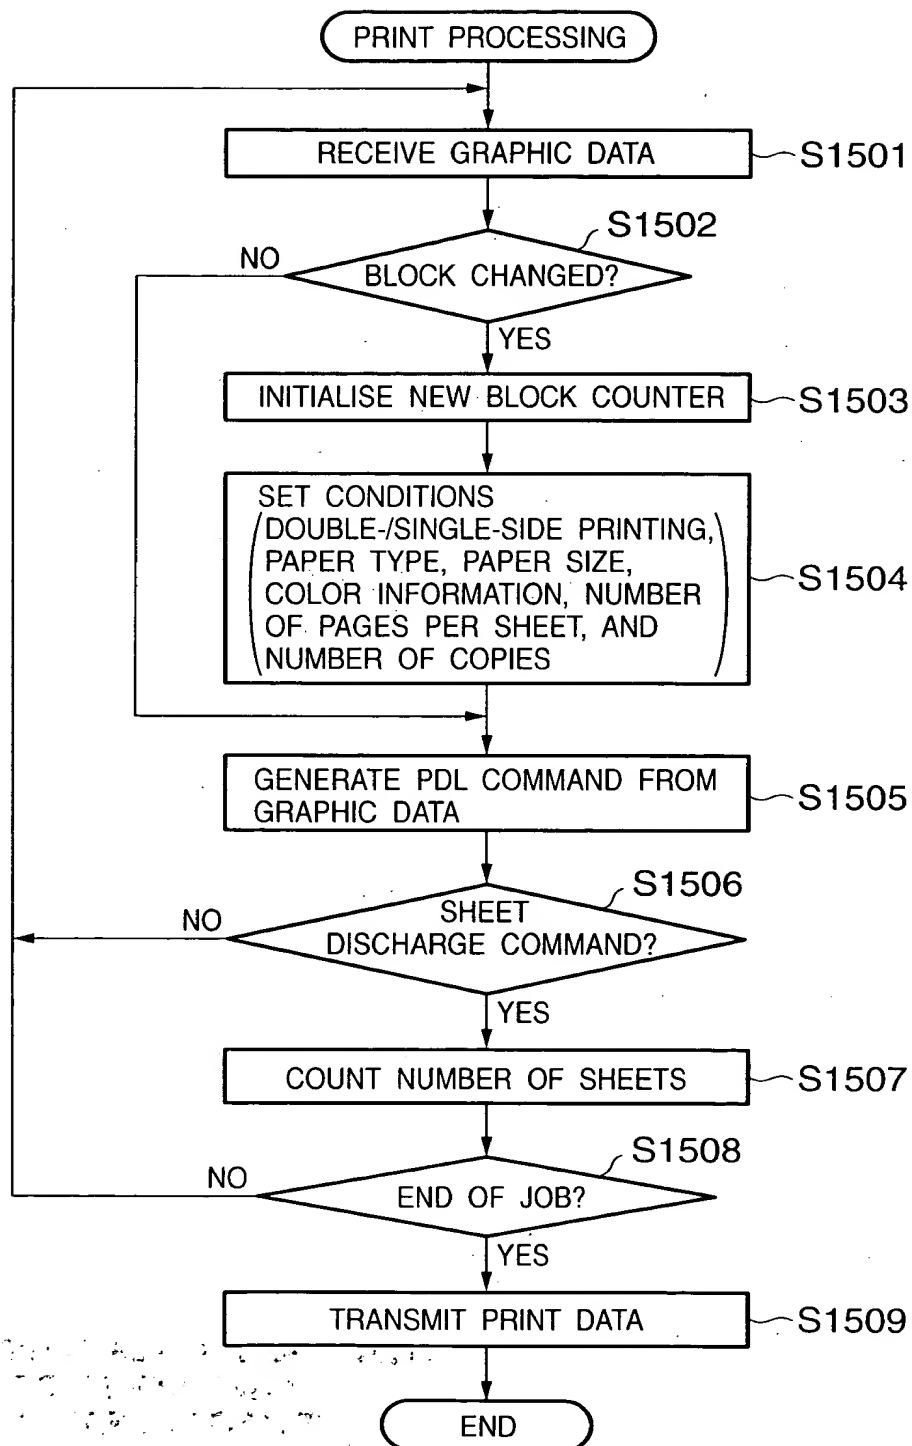 PRINT PROCESSING
RECEIVE GRAPHIC DATA
S1501
S1502
NO
BLOCK CHANGED?
YES
INITIALISE NEW BLOCK COUNTER
S1503
SET CONDITIONS
DOUBLE-/SINGLE-SIDE PRINTING,
PAPER TYPE, PAPER SIZE,
COLOR INFORMATION, NUMBER
OF PAGES PER SHEET, AND
NUMBER OF COPIES
S1504
GENERATE PDL COMMAND FROM
GRAPHIC DATA
S1505
S1506
NO
SHEET
DISCHARGE COMMAND?
YES
COUNT NUMBER OF SHEETS
S1507
S1508
NO
END OF JOB?
YES
TRANSMIT PRINT DATA
S1509
END